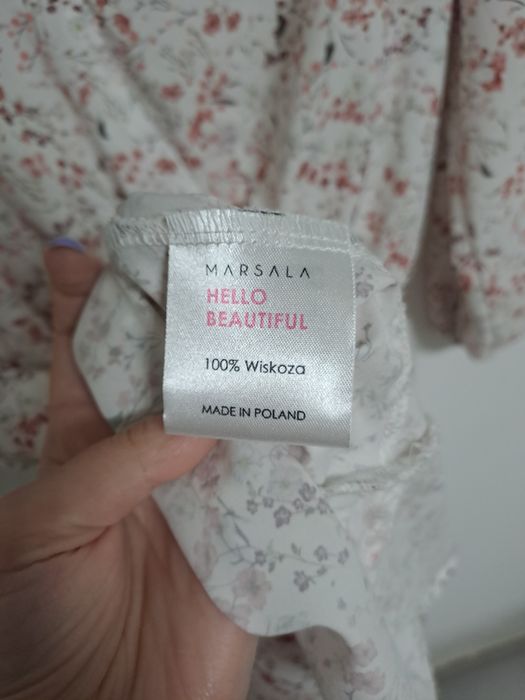 MARSALA
HELLO
BEAUTIFUL
100% Wiskoza
MADE IN POLAND